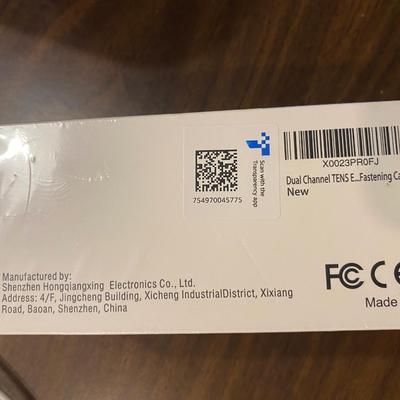 Scan with the
Transparency app
754970045775
X0023PR0FJ
Dual Channel TENS E...Fastening Ca
New
Manufactured by:
Shenzhen Hongqiangxing Electronics Co., Ltd.
Address: 4/F, Jingcheng Building, Xicheng IndustrialDistrict, Xixiang
Road, Baoan, Shenzhen, China
FC CE
Made